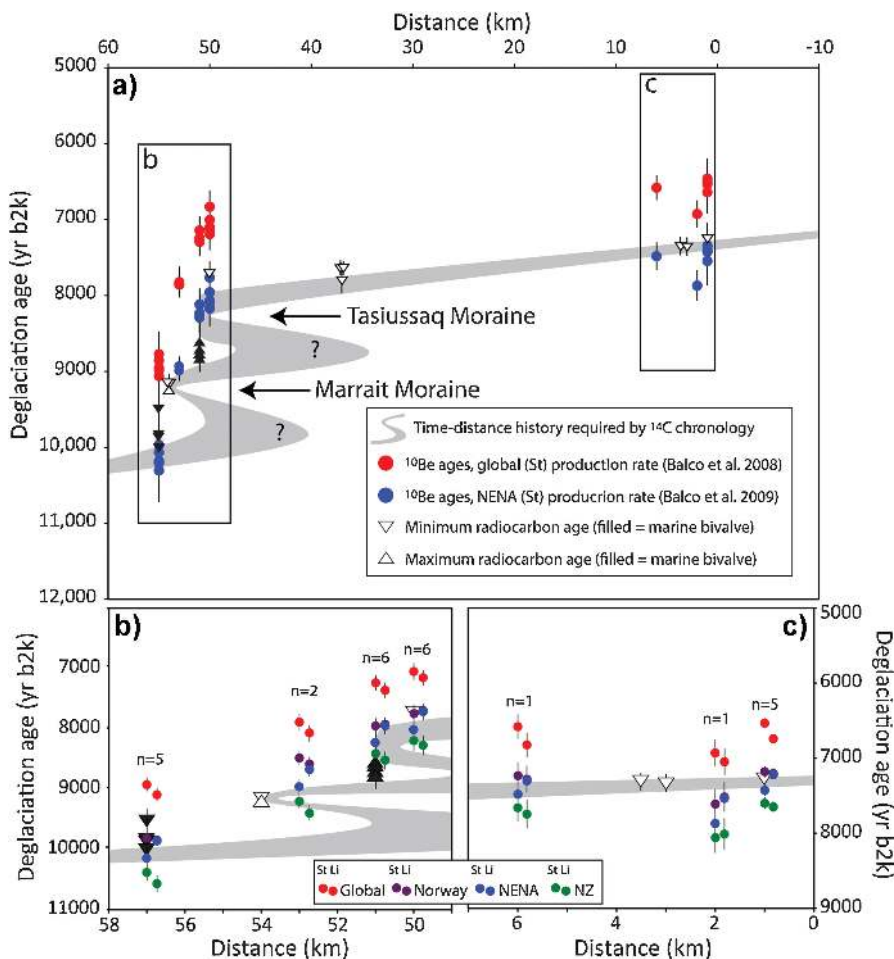 Distance (km)
60 50 40 30 20 10 0 -10
5000
a)
c
6000
b
7000
8000
Tasiussaq Moraine
?
9000
Marrait Moraine
10,000
?
11,000
12,000
Deglaciation age (yr b2k)
Time-distance history required by ¹⁴C chronology
¹⁰Be ages, global (St) production rate (Balco et al. 2008)
¹⁰Be ages, NENA (St) producrion rate (Balco et al. 2009)
Minimum radiocarbon age (filled = marine bivalve)
Maximum radiocarbon age (filled = marine bivalve)
b)
n=6
n=6
n=2
n=5
7000
8000
9000
10000
11000
Deglaciation age (yr b2k)
58 56 54 52 50
Distance (km)
c)
n=1
n=1
n=5
5000
6000
7000
8000
9000
Deglaciation age (yr b2k)
6 4 2 0
Distance (km)
St Li St Li St Li St Li
Global Norway NENA NZ